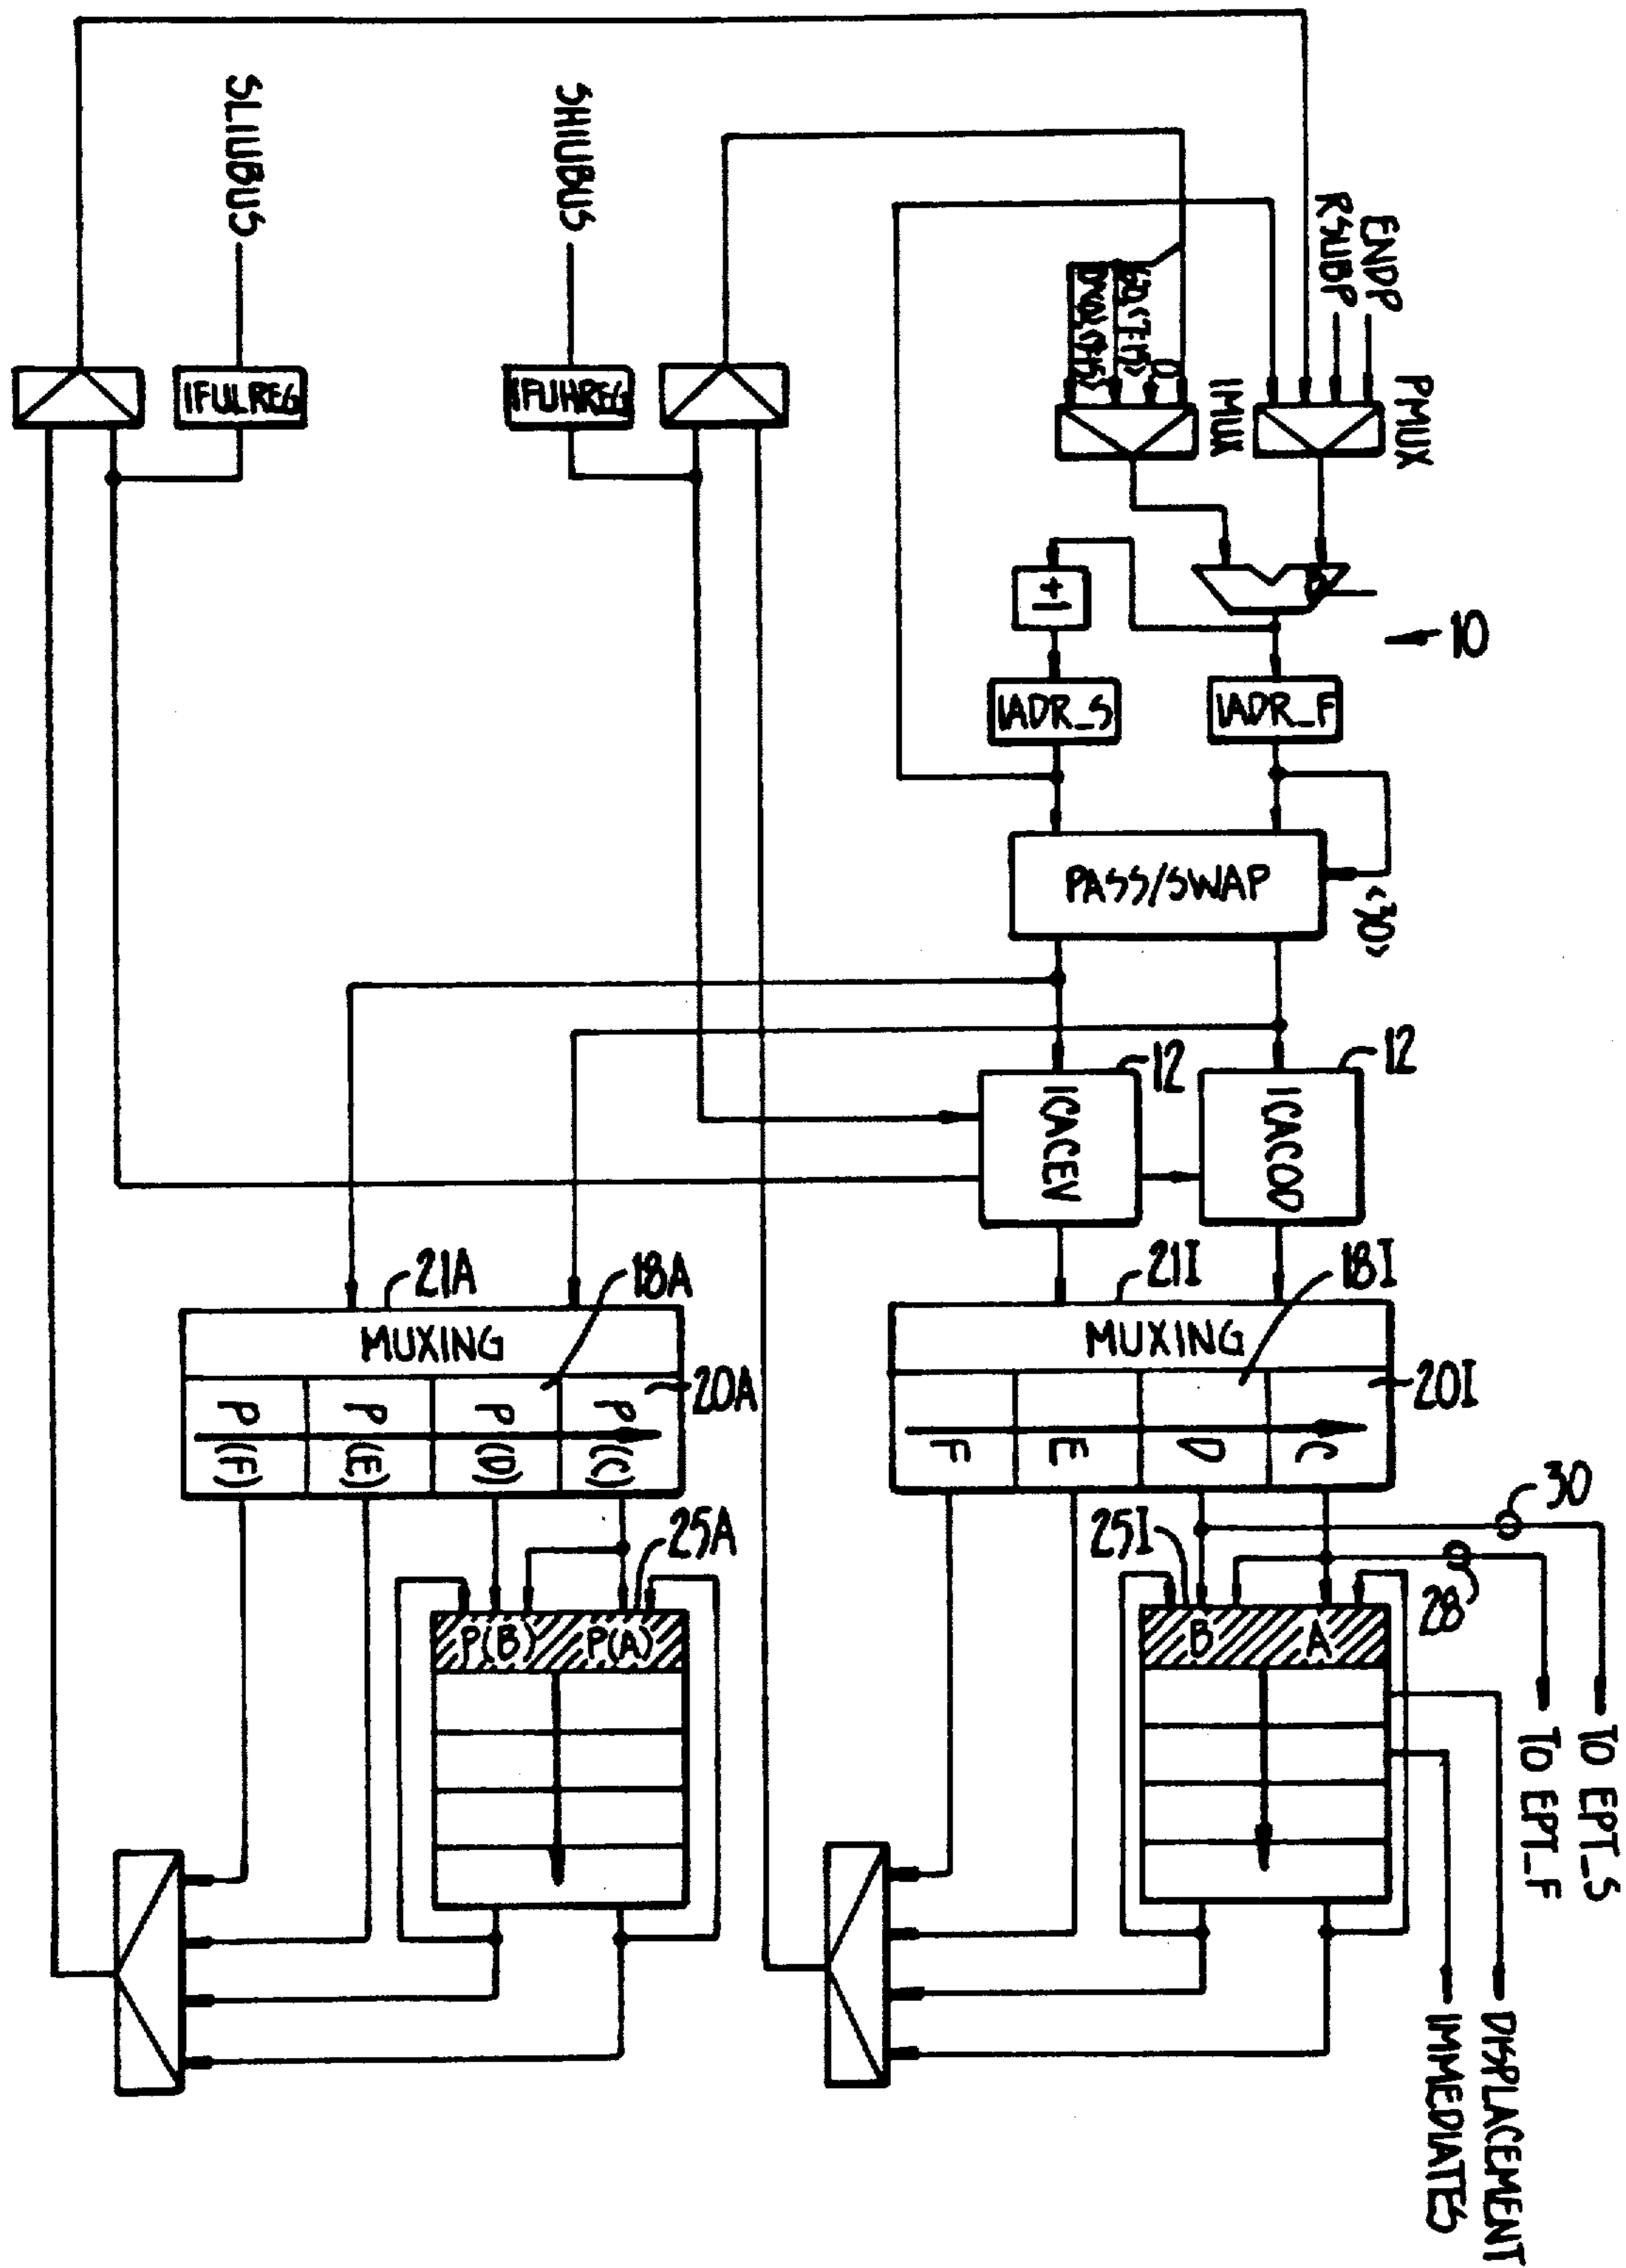 SLIUBUS
SHIUBUS
RSUBP
ENDP
0
IMUX
PMUX
IFULREG
IFUHREG
+1
10
IADR_S
IADR_F
PASS/SWAP
<30>
12
12
ICACEV
ICACOD
21A
18A
21I
18I
MUXING
MUXING
20A
20I
P(F)
P(E)
P(D)
P(C)
F
E
D
C
30
25A
25I
28
P(B)
P(A)
B
A
TO EPT_F
TO EPT_S
IMMEDIATES
DISPLACEMENT